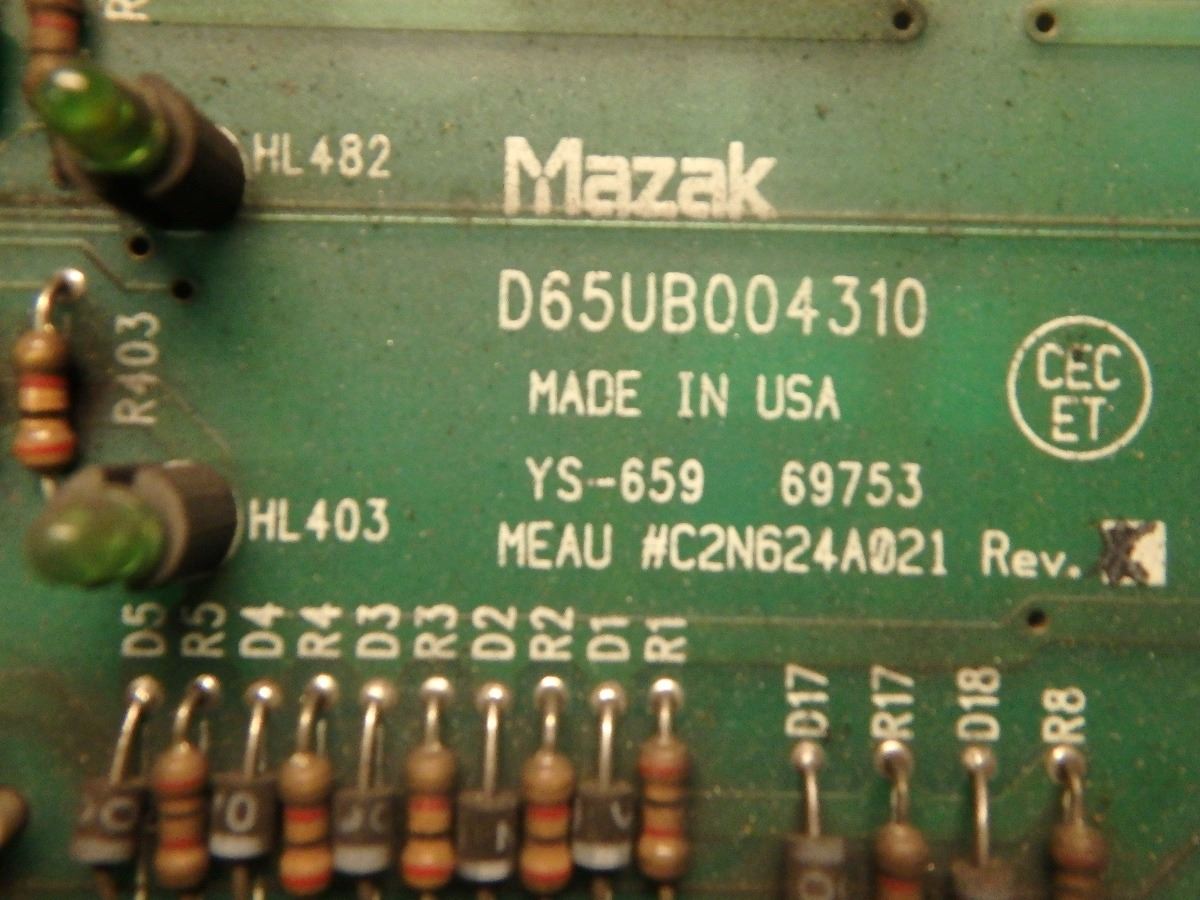 HL482
Mazak
D65UB004310
MADE IN USA
CEC
ET
R403
YS-659 69753
HL403
MEAU #C2N624A021 Rev.
D5 R5 D4 R4 D3 R3 D2 R2 D1 R1
D17 R17 D18 R8